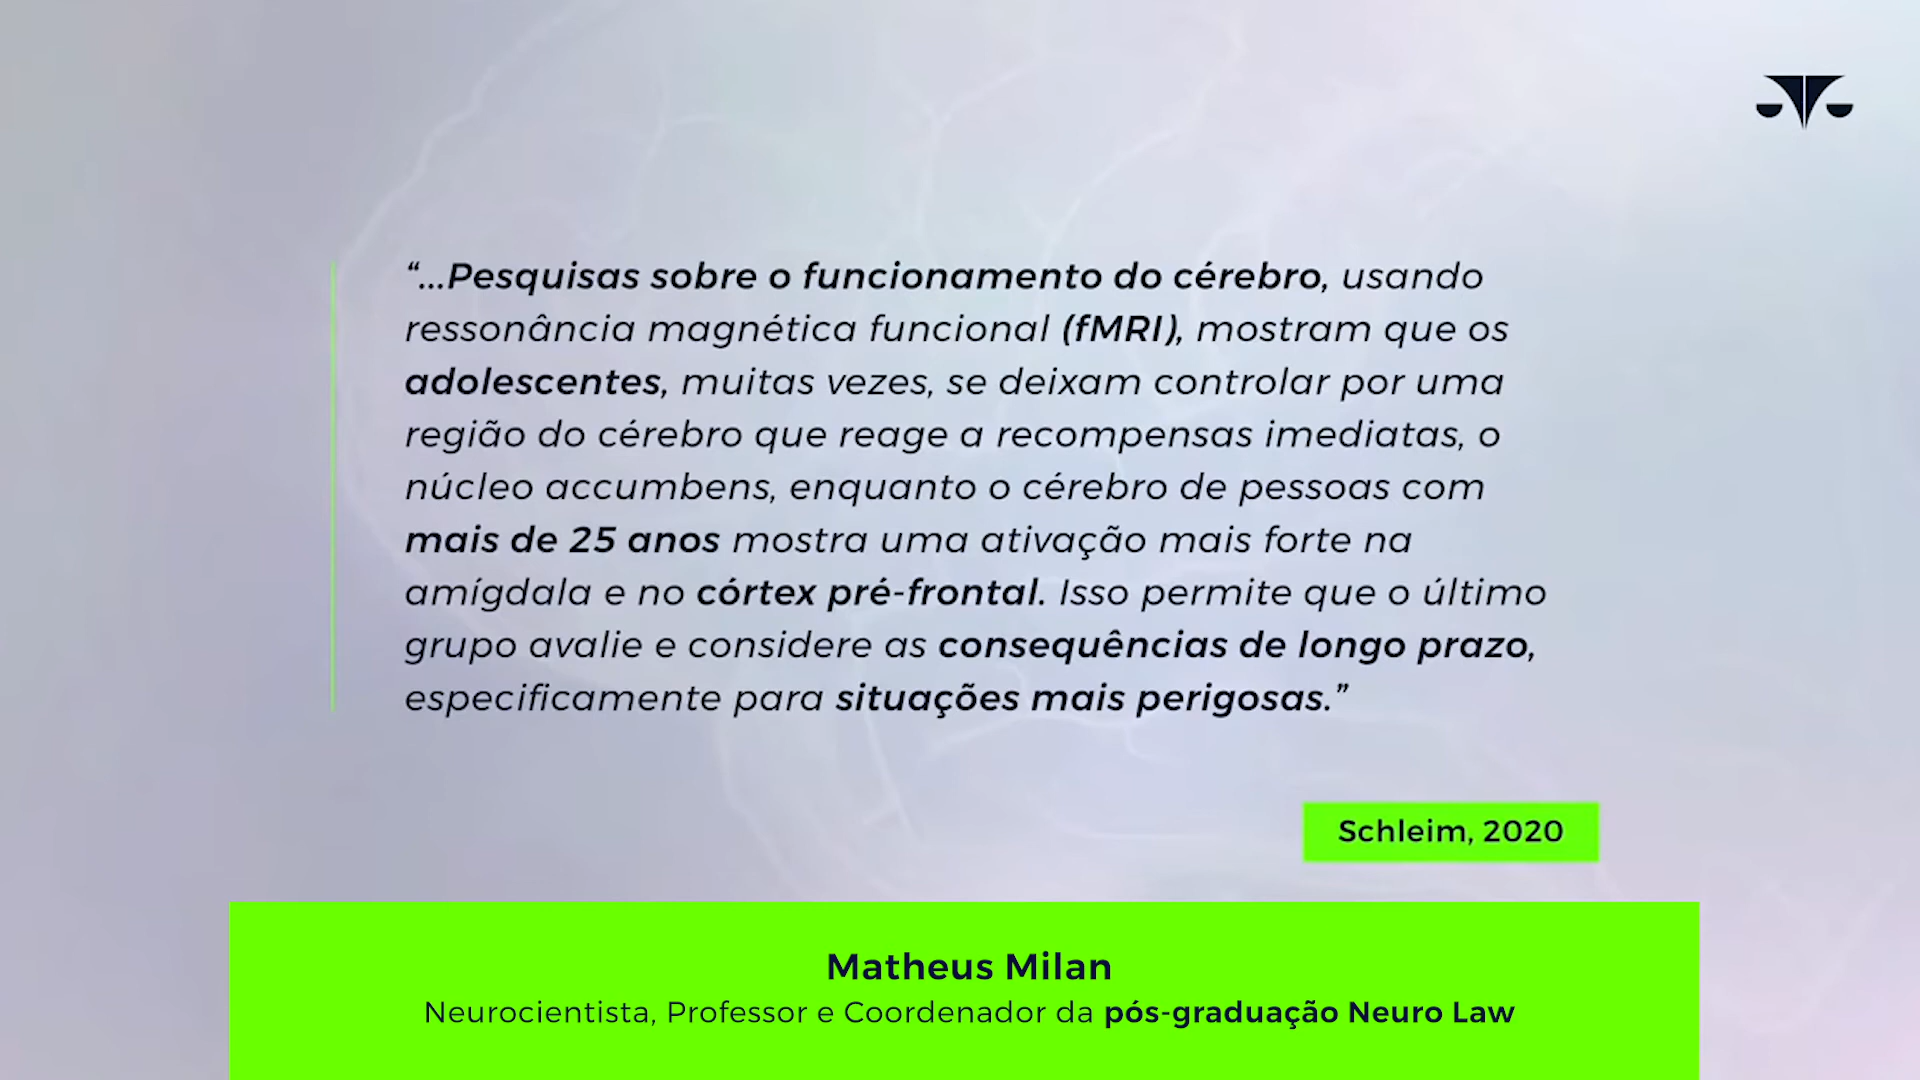 “...Pesquisas sobre o funcionamento do cérebro, usando
ressonância magnética funcional (fMRI), mostram que os
adolescentes, muitas vezes, se deixam controlar por uma
região do cérebro que reage a recompensas imediatas, o
núcleo accumbens, enquanto o cérebro de pessoas com
mais de 25 anos mostra uma ativação mais forte na
amígdala e no córtex pré-frontal. Isso permite que o último
grupo avalie e considere as consequências de longo prazo,
especificamente para situações mais perigosas.”
Schleim, 2020
Matheus Milan
Neurocientista, Professor e Coordenador da pós-graduação Neuro Law